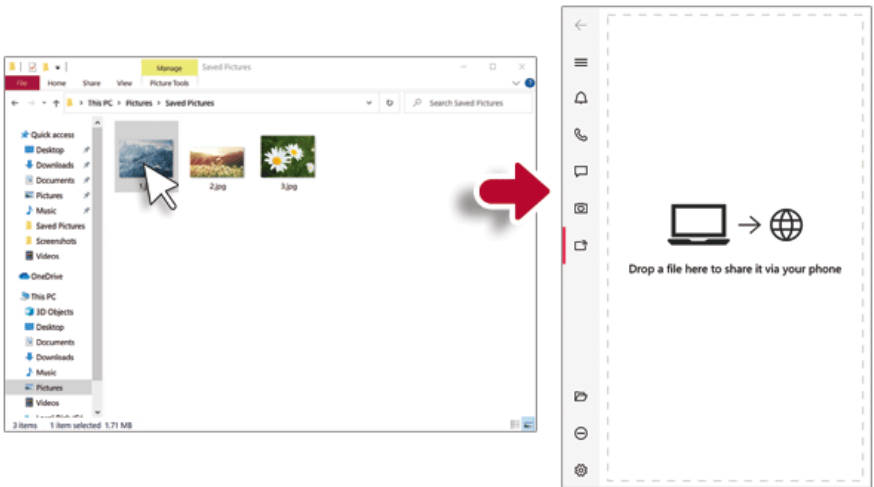 Manage Saved Pictures
File Home Share View Picture Tools
This PC > Pictures > Saved Pictures
Search Saved Pictures
Quick access
Desktop
Downloads
Documents
Pictures
Music
Saved Pictures
Screenshots
Videos
OneDrive
This PC
3D Objects
Desktop
Documents
Downloads
Music
Pictures
Videos
3 items 1 item selected 1.71 MB
2.jpg
3.jpg
Drop a file here to share it via your phone